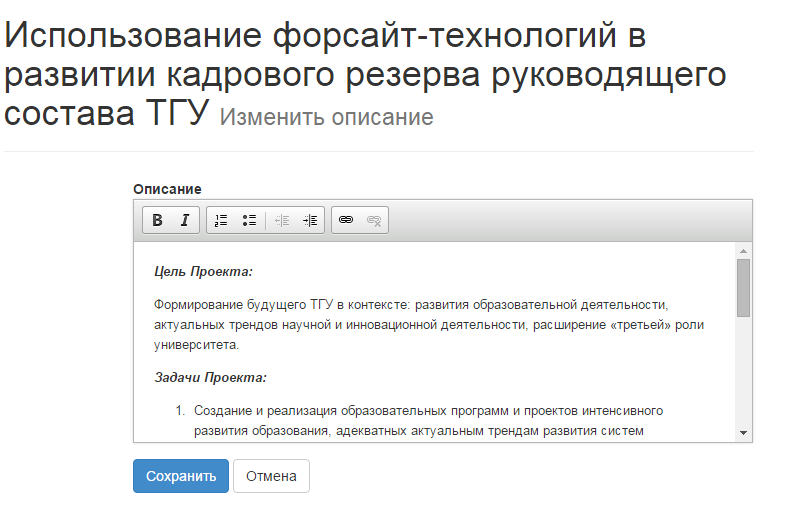 Использование форсайт-технологий в
развитии кадрового резерва руководящего
состава ТГУ Изменить описание
Описание
B I
Цель Проекта:
Формирование будущего ТГУ в контексте: развития образовательной деятельности,
актуальных трендов научной и инновационной деятельности, расширение «третьей» роли
университета.
Задачи Проекта:
1. Создание и реализация образовательных программ и проектов интенсивного
развития образования, адекватных актуальным трендам развития систем
Сохранить Отмена